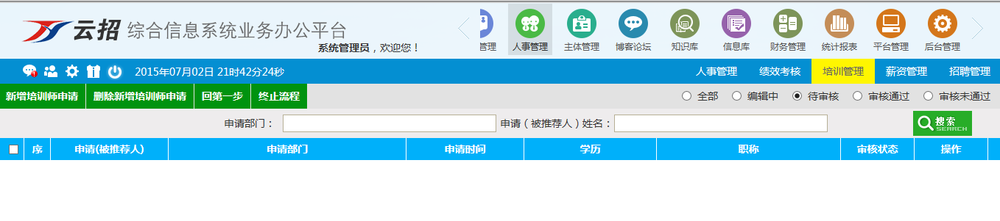 云招 综合信息系统业务办公平台
系统管理员，欢迎您！
管理 人事管理 主体管理 博客论坛 知识库 信息库 财务管理 统计报表 平台管理 后台管理
2015年07月02日 21时42分24秒 人事管理 绩效考核 培训管理 薪资管理 招聘管理
新增培训师申请 删除新增培训师申请 回第一步 终止流程 全部 编辑中 待审核 审核通过 审核未通过
申请部门： 申请（被推荐人）姓名： 搜索
SEARCH
序 申请(被推荐人) 申请部门 申请时间 学历 职称 审核状态 操作